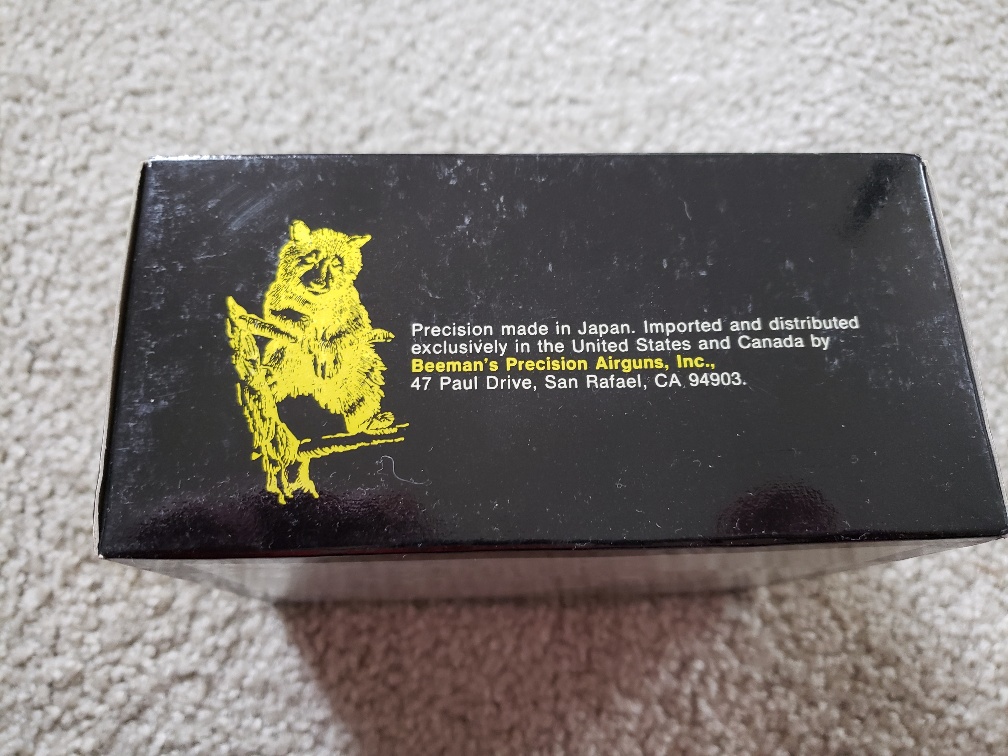 Precision made in Japan. Imported and distributed
exclusively in the United States and Canada by
Beeman's Precision Airguns, Inc.,
47 Paul Drive, San Rafael, CA 94903.